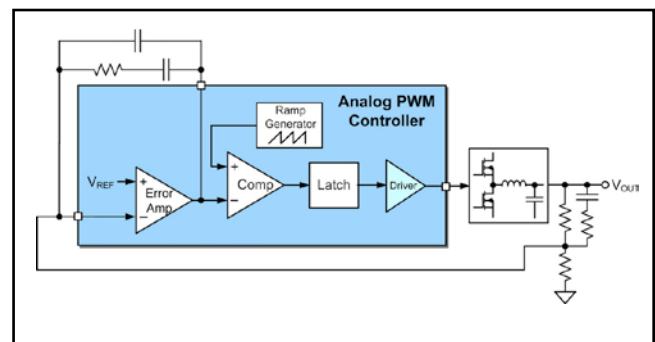 Analog PWM
Controller
Ramp
Generator
VREF
+
−
Error
Amp.
+
−
Comp
Latch
Driver
VOUT